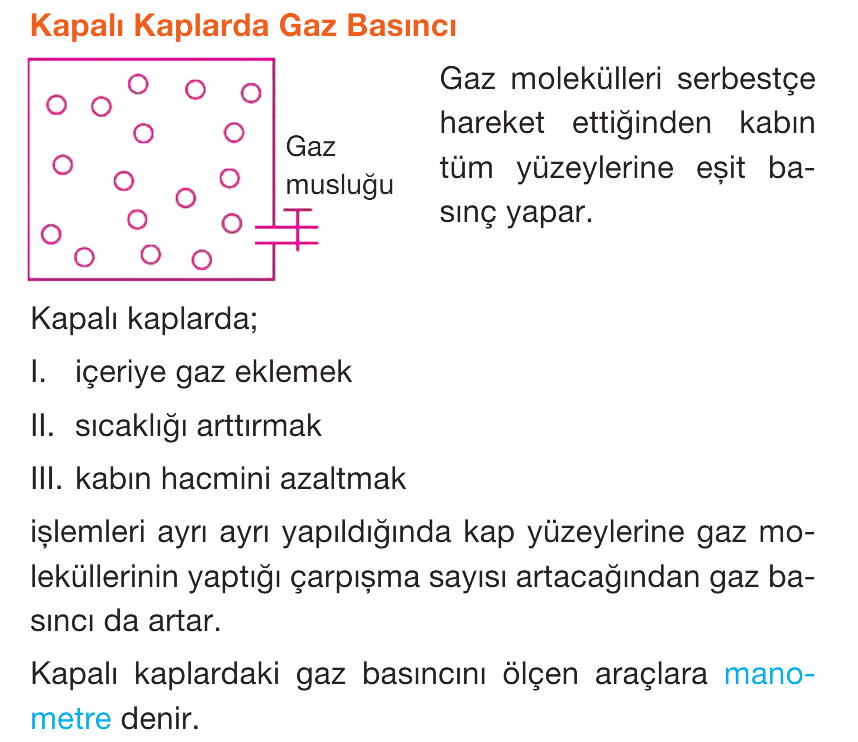 Kapalı Kaplarda Gaz Basıncı
Gaz
musluğu
Gaz molekülleri serbestçe
hareket ettiğinden kabın
tüm yüzeylerine eşit ba-
sınç yapar.
Kapalı kaplarda;
I. içeriye gaz eklemek
II. sıcaklığı arttırmak
III. kabın hacmini azaltmak
işlemleri ayrı ayrı yapıldığında kap yüzeylerine gaz mo-
leküllerinin yaptığı çarpışma sayısı artacağından gaz ba-
sıncı da artar.
Kapalı kaplardaki gaz basıncını ölçen araçlara mano-
metre denir.